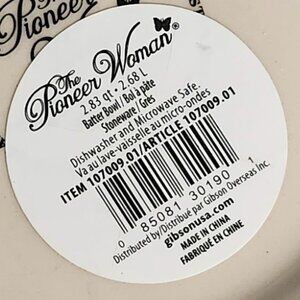 The
Pioneer
The
Pioneer Woman®
2.83 qt • 2.68 L
Batter Bowl/Bol à pâte
Stoneware/Grès
Dishwasher and Microwave Safe.
Va au lave-vaisselle au micro-ondes
ITEM 107009.01/ARTICLE 107009.01
0 85081 30190 1
Distributed by/Distribué par Gibson Overseas Inc.
gibsonusa.com
MADE IN CHINA
FABRIQUÉ EN CHINE